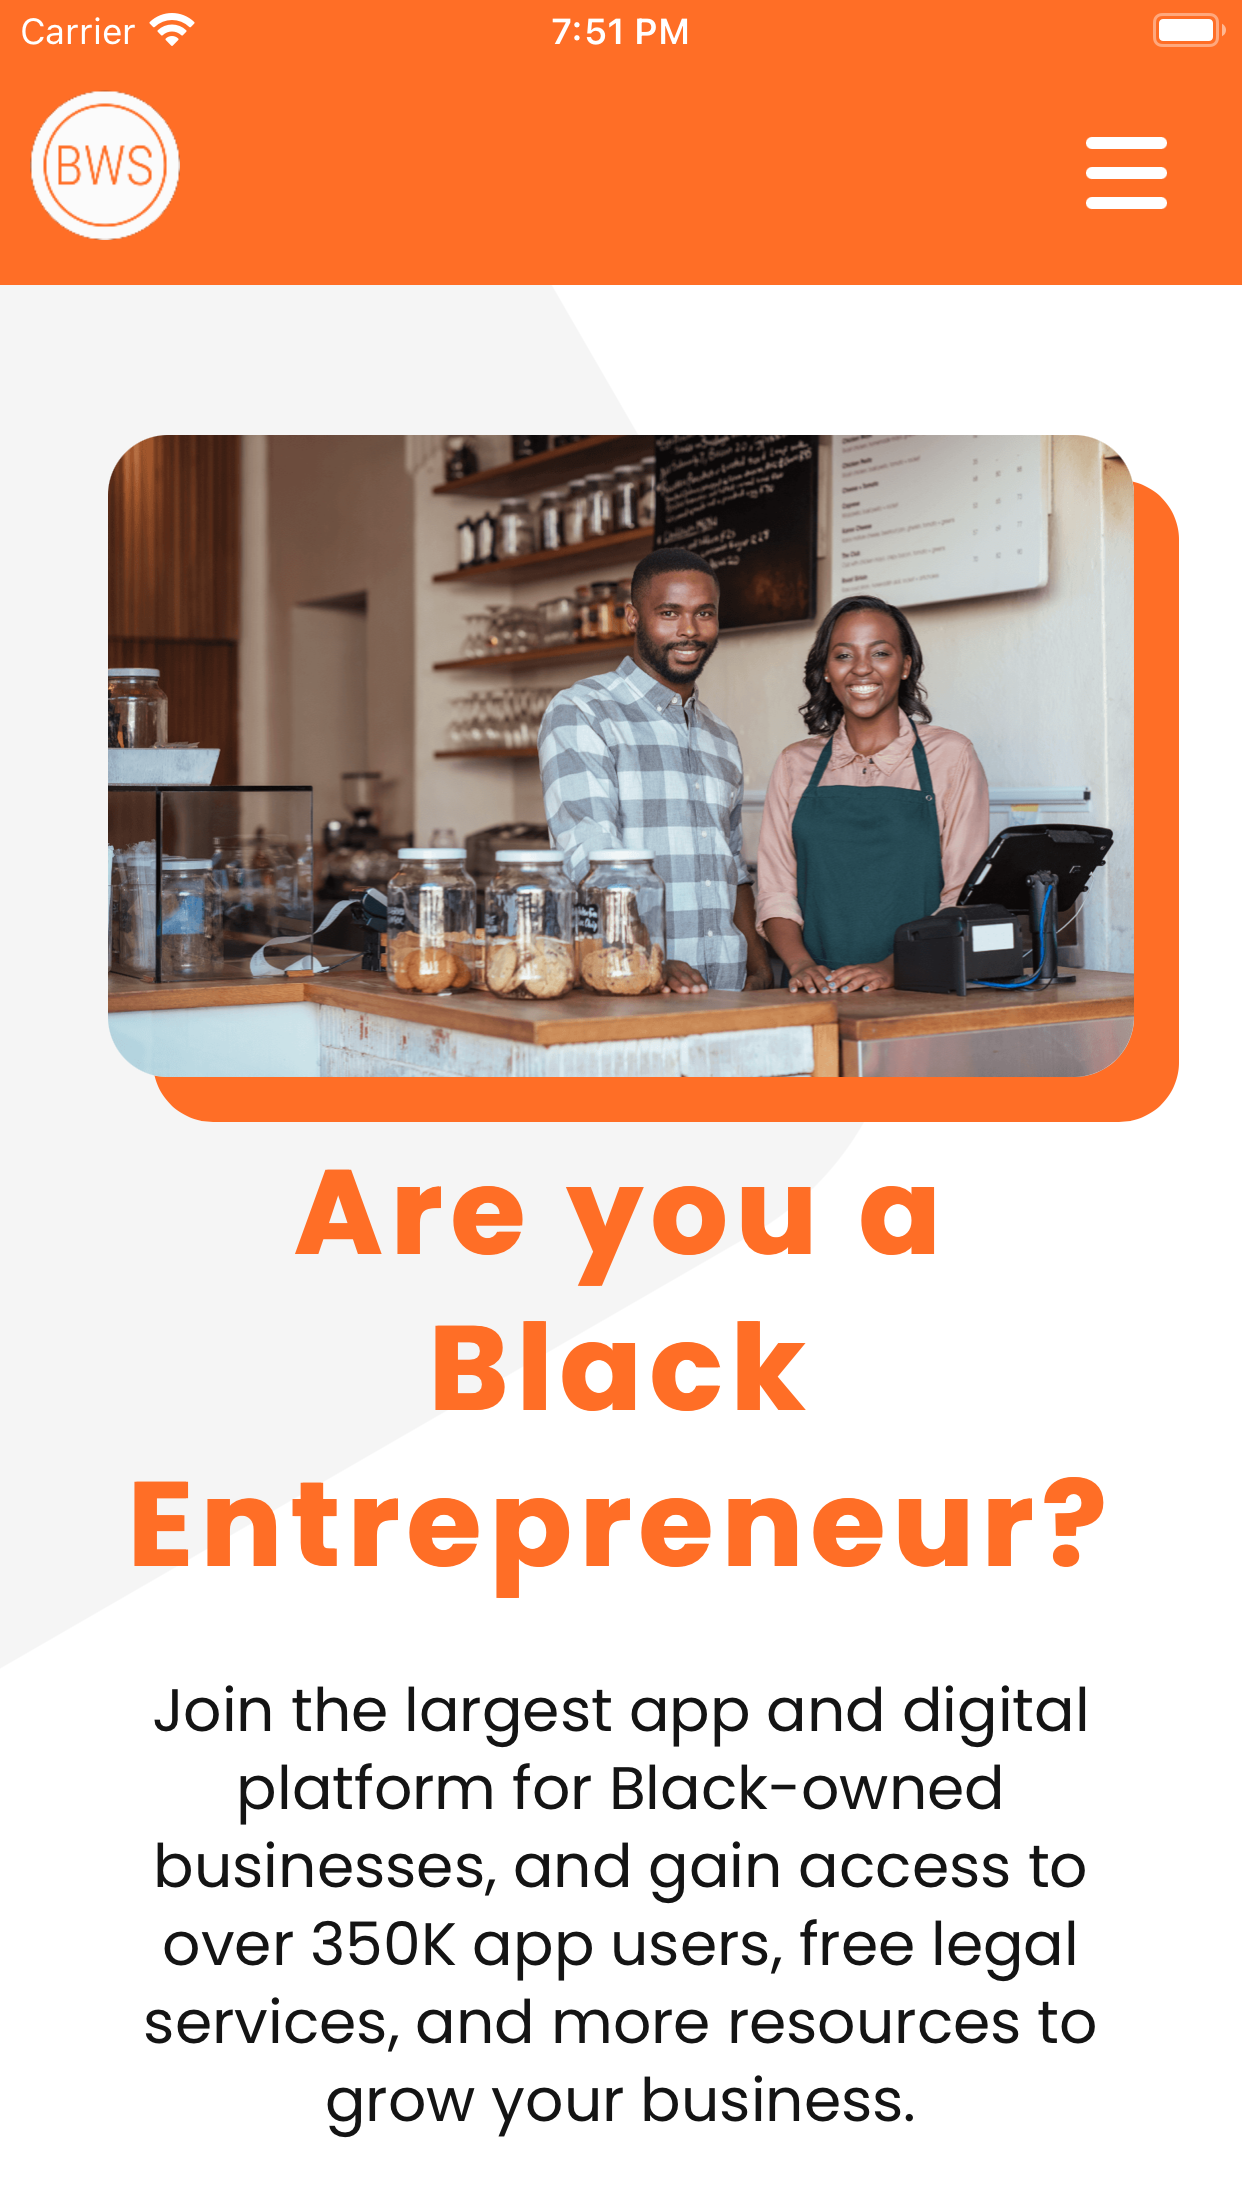 Carrier
7:51 PM
BWS
Are you a
Black
Entrepreneur?
Join the largest app and digital
platform for Black-owned
businesses, and gain access to
over 350K app users, free legal
services, and more resources to
grow your business.